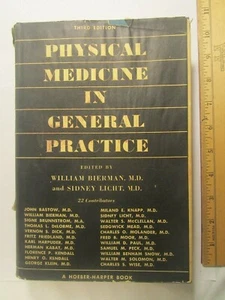 THIRD EDITION
PHYSICAL
MEDICINE
IN
GENERAL
PRACTICE
EDITED BY
WILLIAM BIERMAN, M.D.
and SIDNEY LICHT, M.D.
22 Contributors
JOHN BASTOW, M.D.
WILLIAM BIERMAN, M.D.
SIGNE BRUNNSTROM, M.A.
THOMAS L. DELORME, M.D.
VERNON E. DICK, M.D.
FRITZ FRIEDLAND, M.D.
KARL HARPUDER, M.D.
HERMAN KABAT, M.D.
FLORENCE P. KENDALL
HENRY O. KENDALL
GEORGE KLEIN, M.D.
MILAND E. KNAPP, M.D.
SIDNEY LICHT, M.D.
WALTER S. McCLELLAN, M.D.
SEDGWICK MEAD, M.D.
CHARLES D. MOLANDER, M.D.
FRED B. MOOR, M.D.
WILLIAM D. PAUL, M.D.
SAMUEL M. PECK, M.D.
WILLIAM BENHAM SNOW, M.D.
WALTER M. SOLOMON, M.D.
CHARLES S. WISE, M.D.
A HOEBER-HARPER BOOK